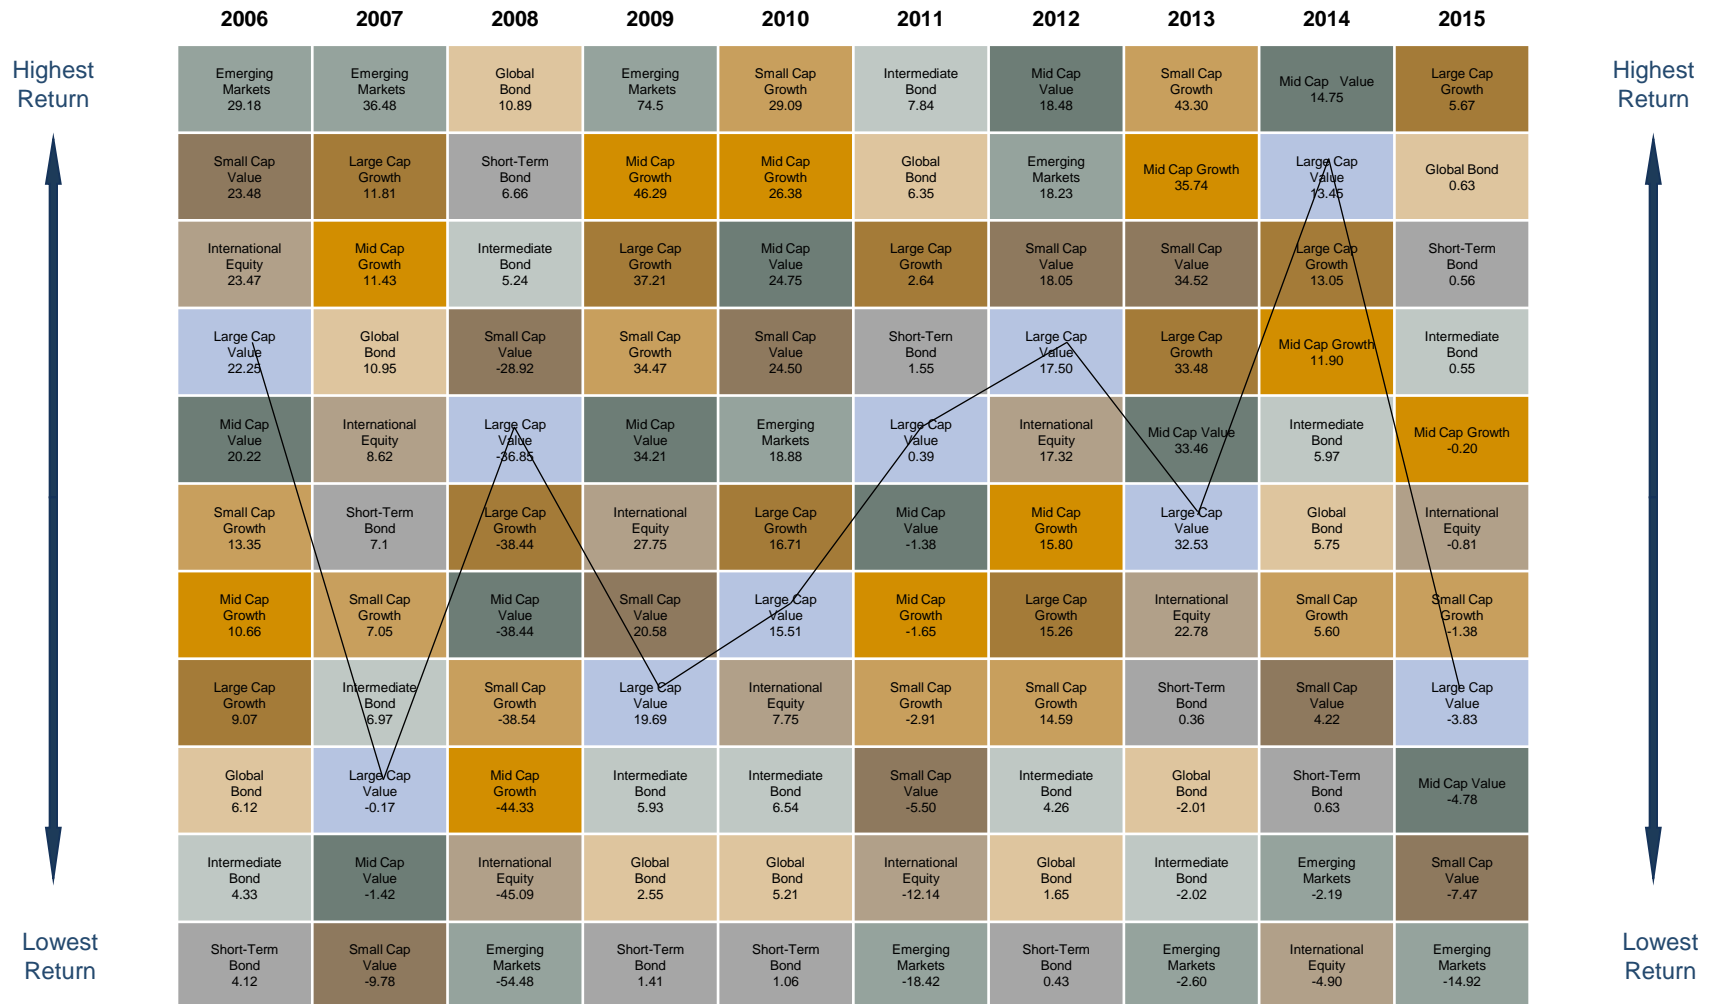 2006 2007 2008 2009 2010 2011 2012 2013 2014 2015
Highest
Return
Highest
Return
Emerging
Markets
29.18
Emerging
Markets
36.48
Global
Bond
10.89
Emerging
Markets
74.5
Small Cap
Growth
29.09
Intermediate
Bond
7.84
Mid Cap
Value
18.48
Small Cap
Growth
43.30
Mid Cap Value
14.75
Large Cap
Growth
5.67
Small Cap
Value
23.48
Large Cap
Growth
11.81
Short-Term
Bond
6.66
Mid Cap
Growth
46.29
Mid Cap
Growth
26.38
Global
Bond
6.35
Emerging
Markets
18.23
Mid Cap Growth
35.74
Large Cap
Value
13.45
Global Bond
0.63
International
Equity
23.47
Mid Cap
Growth
11.43
Intermediate
Bond
5.24
Large Cap
Growth
37.21
Mid Cap
Value
24.75
Large Cap
Growth
2.64
Small Cap
Value
18.05
Small Cap
Value
34.52
Large Cap
Growth
13.05
Short-Term
Bond
0.56
Large Cap
Value
22.25
Global
Bond
10.95
Small Cap
Value
-28.92
Small Cap
Growth
34.47
Small Cap
Value
24.50
Short-Tern
Bond
1.55
Large Cap
Value
17.50
Large Cap
Growth
33.48
Mid Cap Growth
11.90
Intermediate
Bond
0.55
Mid Cap
Value
20.22
International
Equity
8.62
Large Cap
Value
-36.85
Mid Cap
Value
34.21
Emerging
Markets
18.88
Large Cap
Value
0.39
International
Equity
17.32
Mid Cap Value
33.46
Intermediate
Bond
5.97
Mid Cap Growth
-0.20
Small Cap
Growth
13.35
Short-Term
Bond
7.1
Large Cap
Growth
-38.44
International
Equity
27.75
Large Cap
Growth
16.71
Mid Cap
Value
-1.38
Mid Cap
Growth
15.80
Large Cap
Value
32.53
Global
Bond
5.75
International
Equity
-0.81
Mid Cap
Growth
10.66
Small Cap
Growth
7.05
Mid Cap
Value
-38.44
Small Cap
Value
20.58
Large Cap
Value
15.51
Mid Cap
Growth
-1.65
Large Cap
Growth
15.26
International
Equity
22.78
Small Cap
Growth
5.60
Small Cap
Growth
-1.38
Large Cap
Growth
9.07
Intermediate
Bond
6.97
Small Cap
Growth
-38.54
Large Cap
Value
19.69
International
Equity
7.75
Small Cap
Growth
-2.91
Small Cap
Growth
14.59
Short-Term
Bond
0.36
Small Cap
Value
4.22
Large Cap
Value
-3.83
Global
Bond
6.12
Large Cap
Value
-0.17
Mid Cap
Growth
-44.33
Intermediate
Bond
5.93
Intermediate
Bond
6.54
Small Cap
Value
-5.50
Intermediate
Bond
4.26
Global
Bond
-2.01
Short-Term
Bond
0.63
Mid Cap Value
-4.78
Intermediate
Bond
4.33
Mid Cap
Value
-1.42
International
Equity
-45.09
Global
Bond
2.55
Global
Bond
5.21
International
Equity
-12.14
Global
Bond
1.65
Intermediate
Bond
-2.02
Emerging
Markets
-2.19
Small Cap
Value
-7.47
Lowest
Return
Short-Term
Bond
4.12
Small Cap
Value
-9.78
Emerging
Markets
-54.48
Short-Term
Bond
1.41
Short-Term
Bond
1.06
Emerging
Markets
-18.42
Short-Term
Bond
0.43
Emerging
Markets
-2.60
International
Equity
-4.90
Emerging
Markets
-14.92
Lowest
Return